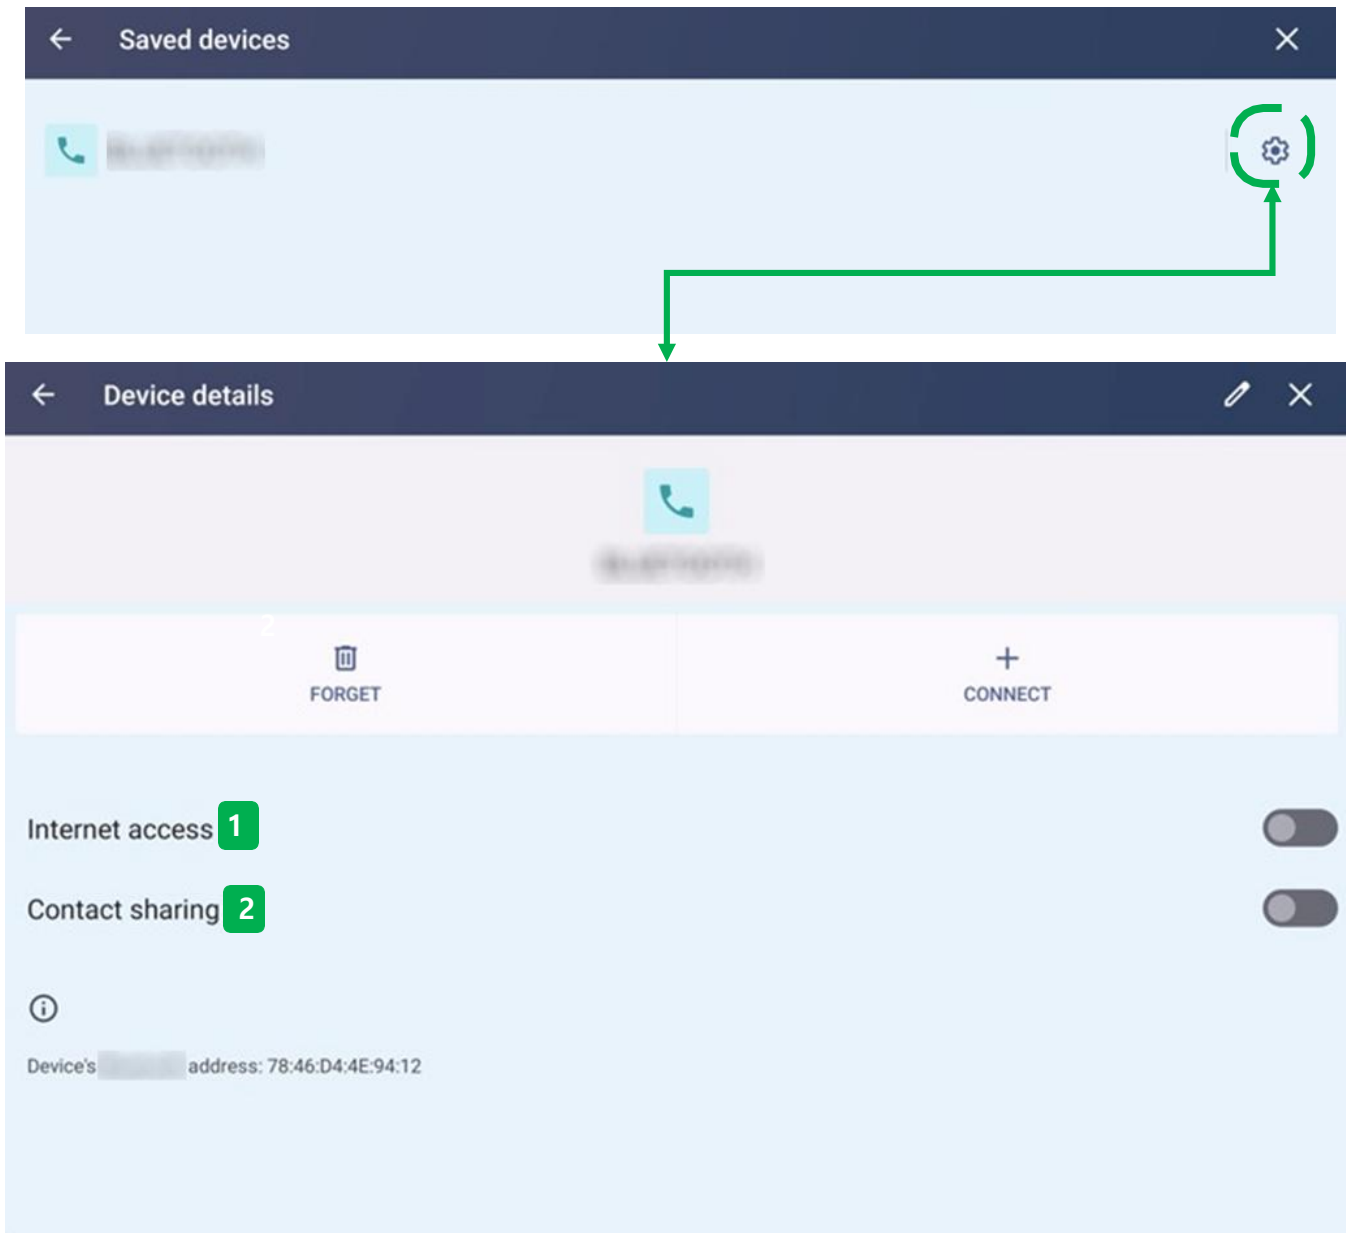 Saved devices
Device details
2
FORGET
CONNECT
Internet access 1
Contact sharing 2
Device's address: 78:46:D4:4E:94:12